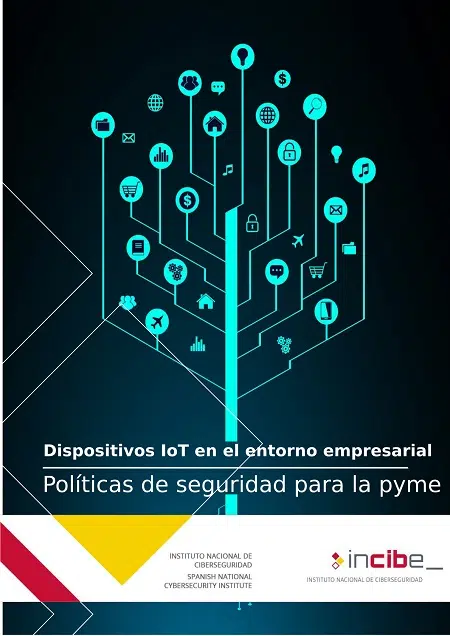 Dispositivos IoT en el entorno empresarial
Políticas de seguridad para la pyme
INSTITUTO NACIONAL DE
CIBERSEGURIDAD
SPANISH NATIONAL
CYBERSECURITY INSTITUTE
incibe_
INSTITUTO NACIONAL DE CIBERSEGURIDAD